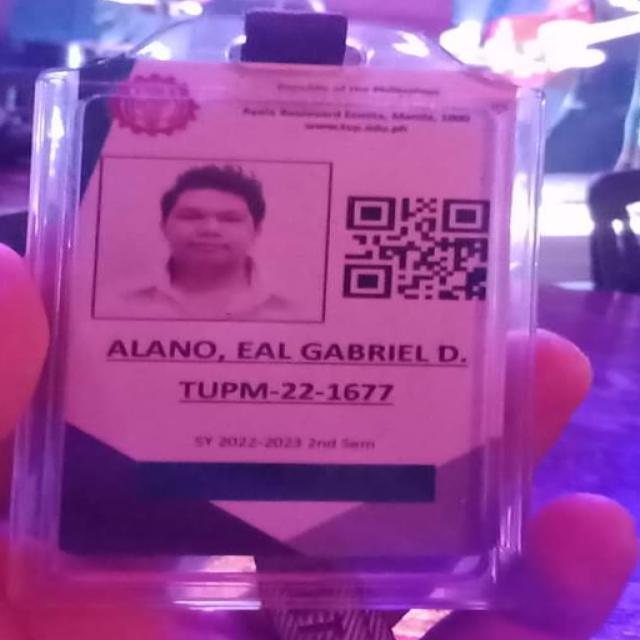 Republic of the Philippines
Ayala Boulevard Ermita, Manila, 1000
www.tup.edu.ph
ALANO, EAL GABRIEL D.
TUPM-22-1677
SY 2022-2023 2nd Sem